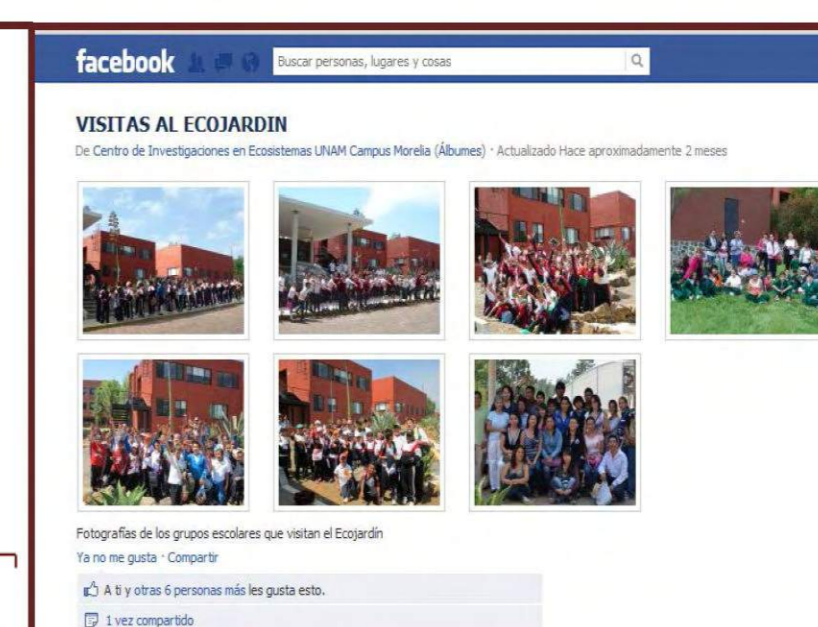 facebook
Buscar personas, lugares y cosas
VISITAS AL ECOJARDIN
De Centro de Investigaciones en Ecosistemas UNAM Campus Morelia (Álbumes) · Actualizado Hace aproximadamente 2 meses
Fotografías de los grupos escolares que visitan el Ecojardín
Ya no me gusta · Compartir
A ti y otras 6 personas más les gusta esto.
1 vez compartido